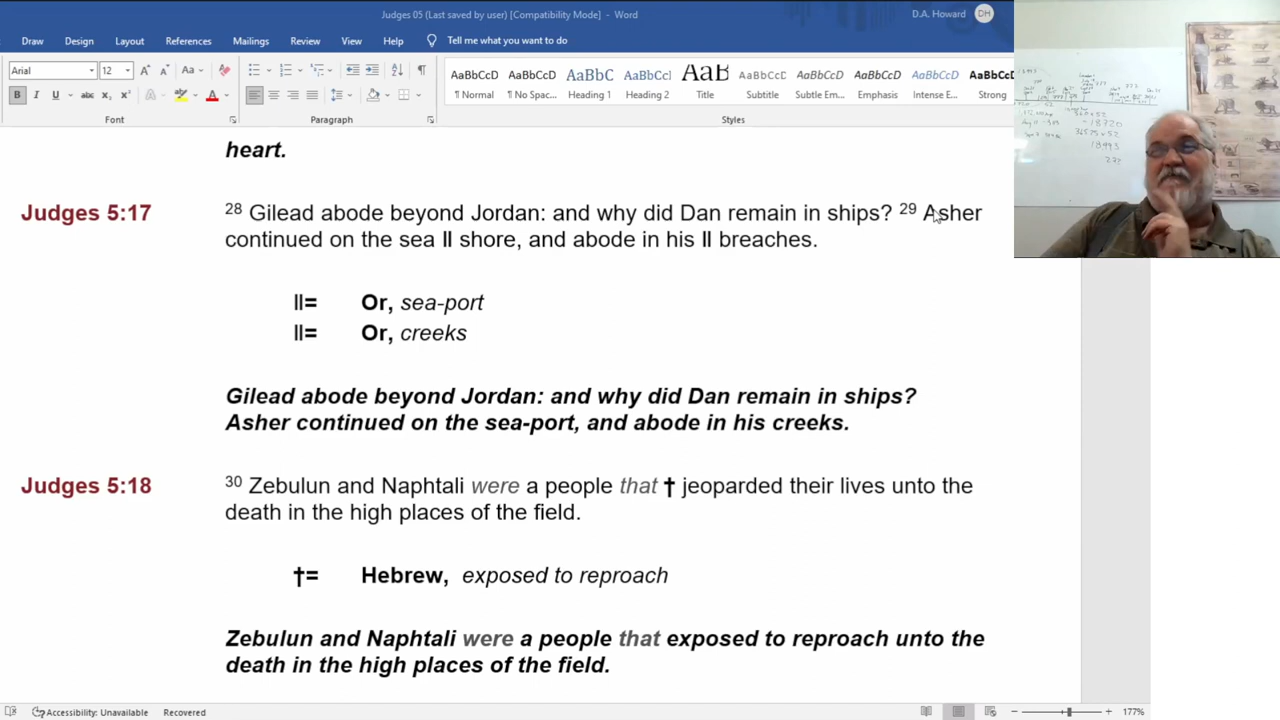 Judges 05 (Last saved by user) [Compatibility Mode] - Word
D.A. Howard
DH
Draw Design Layout References Mailings Review View Help Tell me what you want to do
Arial 12
AaBbCcD AaBbCcD AaBbC AaBbCcl AaB AaBbCcD AaBbCcD AaBbCcD AaBbCcD AaBbCcD
¶ Normal ¶ No Spac... Heading 1 Heading 2 Title Subtitle Subtle Em... Emphasis Intense E... Strong
Font Paragraph Styles
heart.
Judges 5:17 28 Gilead abode beyond Jordan: and why did Dan remain in ships? 29 Asher
continued on the sea ǁ shore, and abode in his ǁ breaches.
ǁ= Or, sea-port
ǁ= Or, creeks
Gilead abode beyond Jordan: and why did Dan remain in ships?
Asher continued on the sea-port, and abode in his creeks.
Judges 5:18 30 Zebulun and Naphtali were a people that † jeoparded their lives unto the
death in the high places of the field.
†= Hebrew, exposed to reproach
Zebulun and Naphtali were a people that exposed to reproach unto the
death in the high places of the field.
Accessibility: Unavailable Recovered
177%